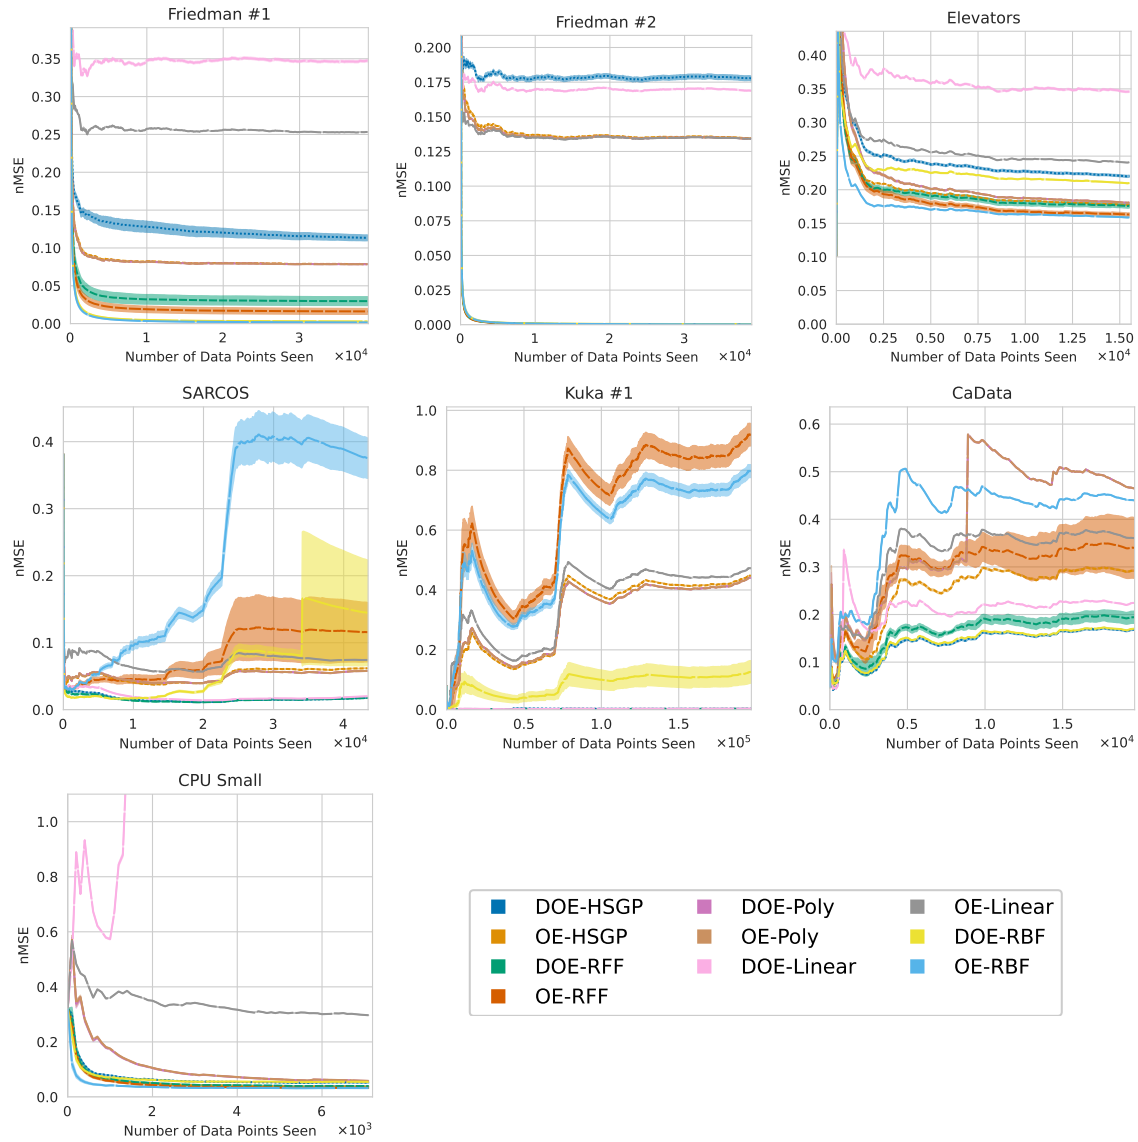 Friedman #1
nMSE
0.35
0.30
0.25
0.20
0.15
0.10
0.05
0.00
0 1 2 3
Number of Data Points Seen ×10⁴
Friedman #2
nMSE
0.200
0.175
0.150
0.125
0.100
0.075
0.050
0.025
0.000
0 1 2 3
Number of Data Points Seen ×10⁴
Elevators
nMSE
0.40
0.35
0.30
0.25
0.20
0.15
0.10
0.05
0.00
0.00 0.25 0.50 0.75 1.00 1.25 1.50
Number of Data Points Seen ×10⁴
SARCOS
nMSE
0.4
0.3
0.2
0.1
0.0
0 1 2 3 4
Number of Data Points Seen ×10⁴
Kuka #1
nMSE
1.0
0.8
0.6
0.4
0.2
0.0
0.0 0.5 1.0 1.5
Number of Data Points Seen ×10⁵
CaData
nMSE
0.6
0.5
0.4
0.3
0.2
0.1
0.0
0.0 0.5 1.0 1.5
Number of Data Points Seen ×10⁴
CPU Small
nMSE
1.0
0.8
0.6
0.4
0.2
0.0
0 2 4 6
Number of Data Points Seen ×10³
DOE-HSGP DOE-Poly OE-Linear
OE-HSGP OE-Poly DOE-RBF
DOE-RFF DOE-Linear OE-RBF
OE-RFF